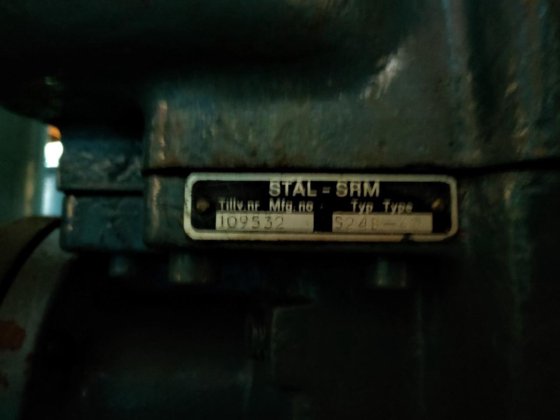 STAL-SRM
Tillv.nr Mfg.no Typ Type
109532